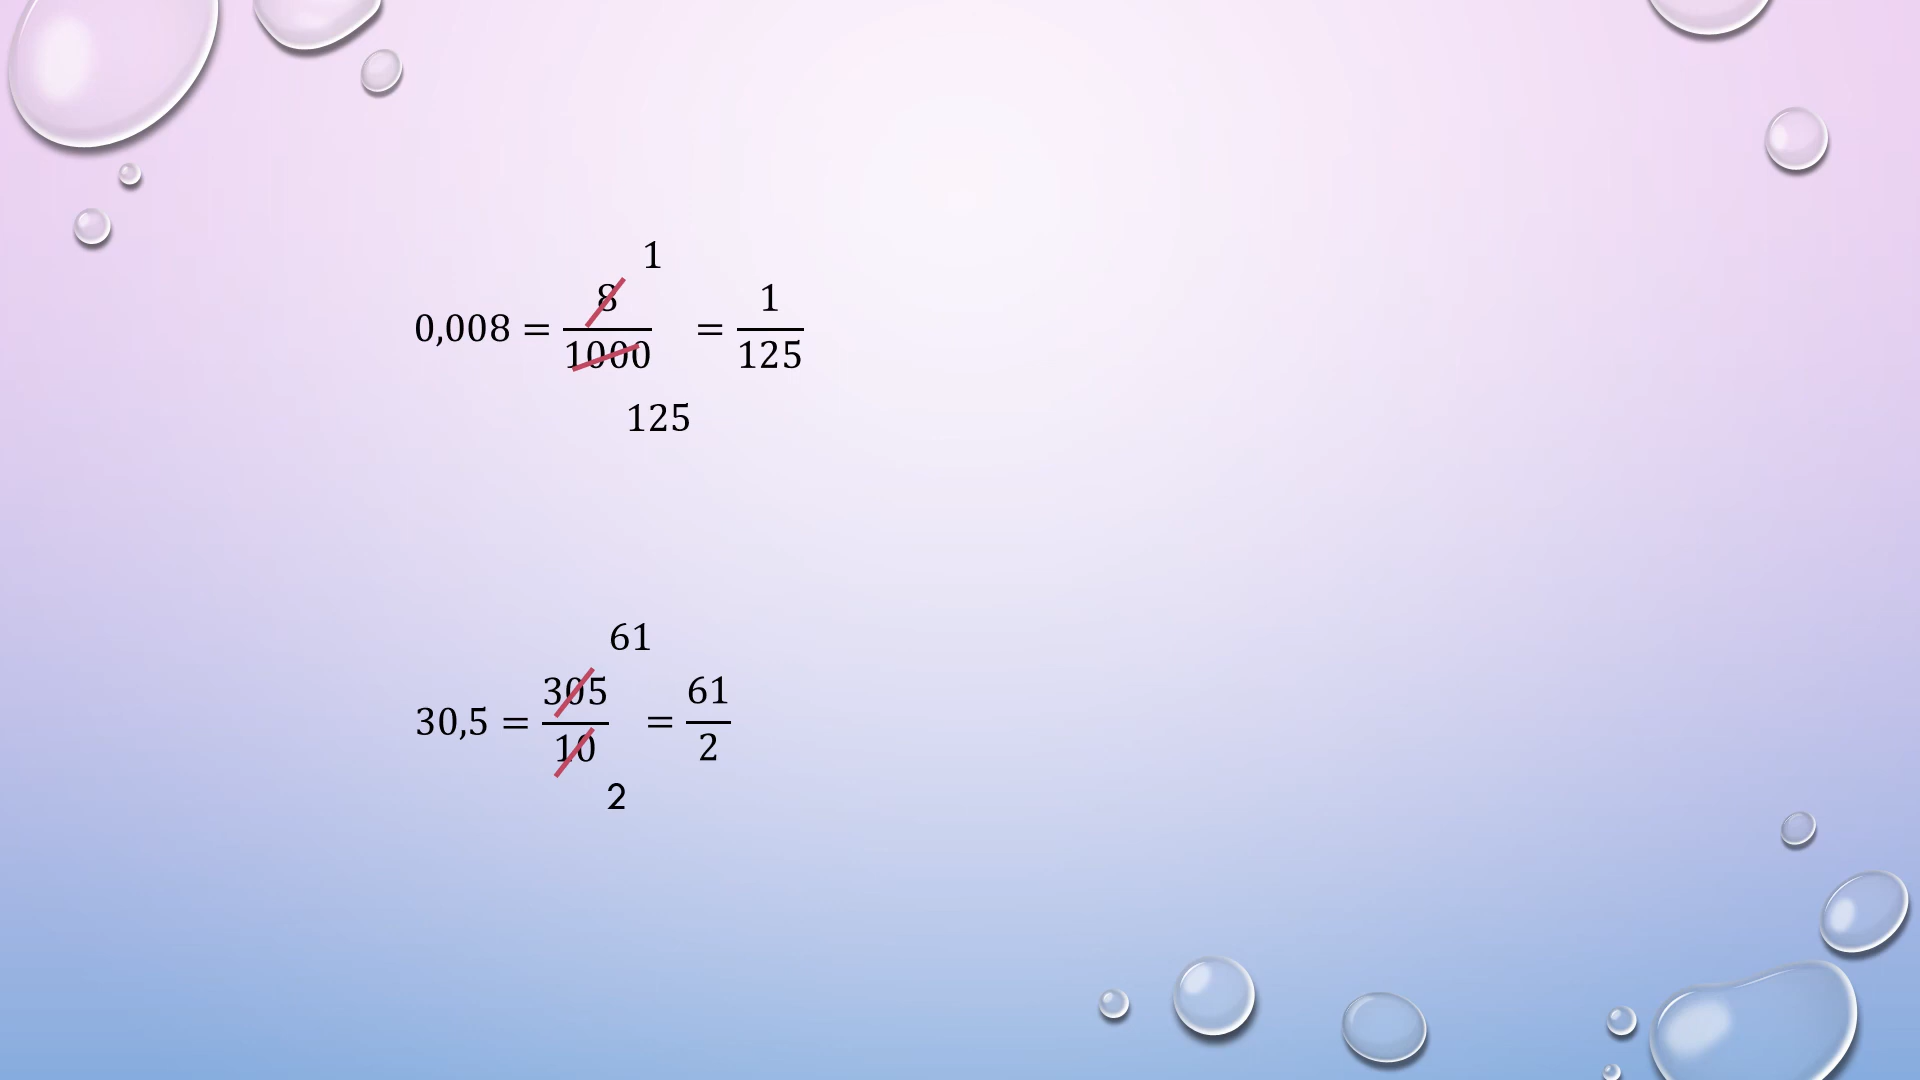 1
0,008 = 8/1000 = 1/125
125
61
30,5 = 305/10 = 61/2
2